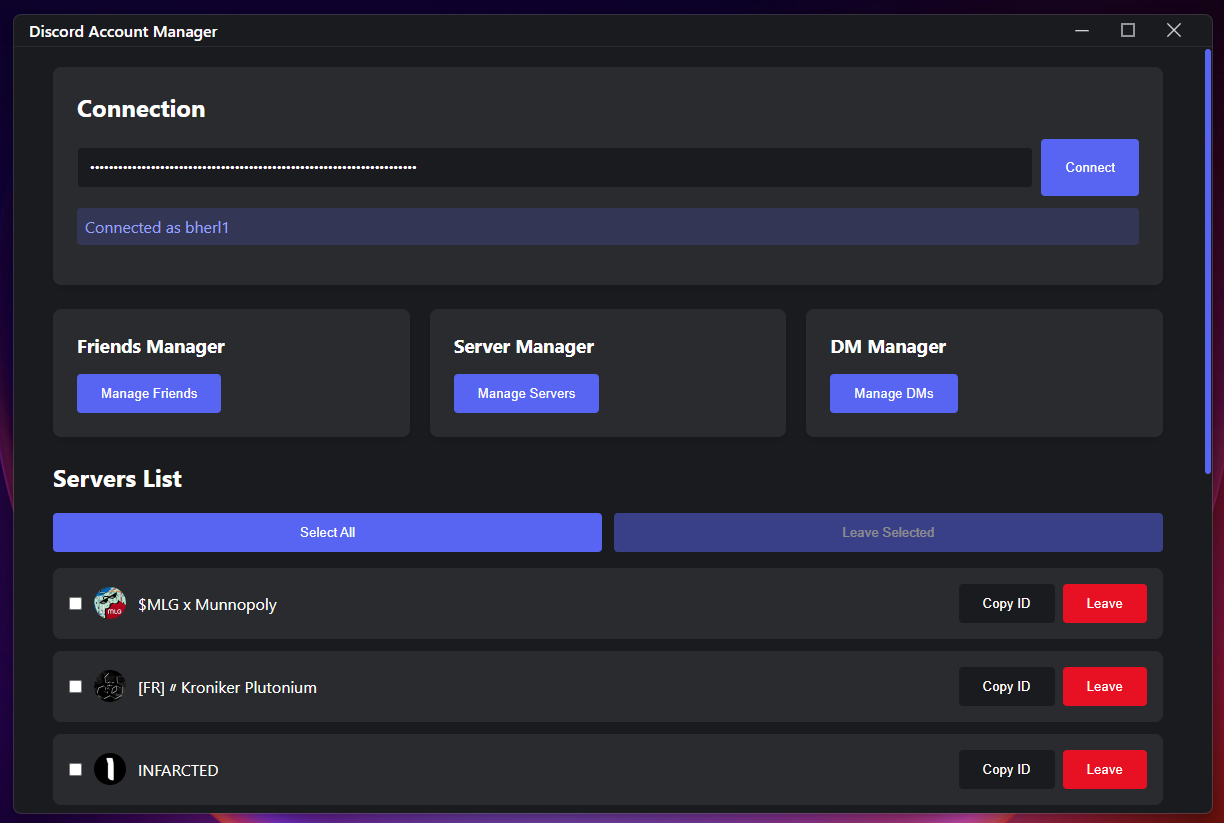 Discord Account Manager
Connection
••••••••••••••••••••••••••••••••••••••••••••••••••••••••••••••••••••••
Connect
Connected as bherl1
Friends Manager
Server Manager
DM Manager
Manage Friends
Manage Servers
Manage DMs
Servers List
Select All
Leave Selected
MLG
$MLG x Munnopoly
Copy ID
Leave
[FR] 〃 Kroniker Plutonium
Copy ID
Leave
INFARCTED
Copy ID
Leave